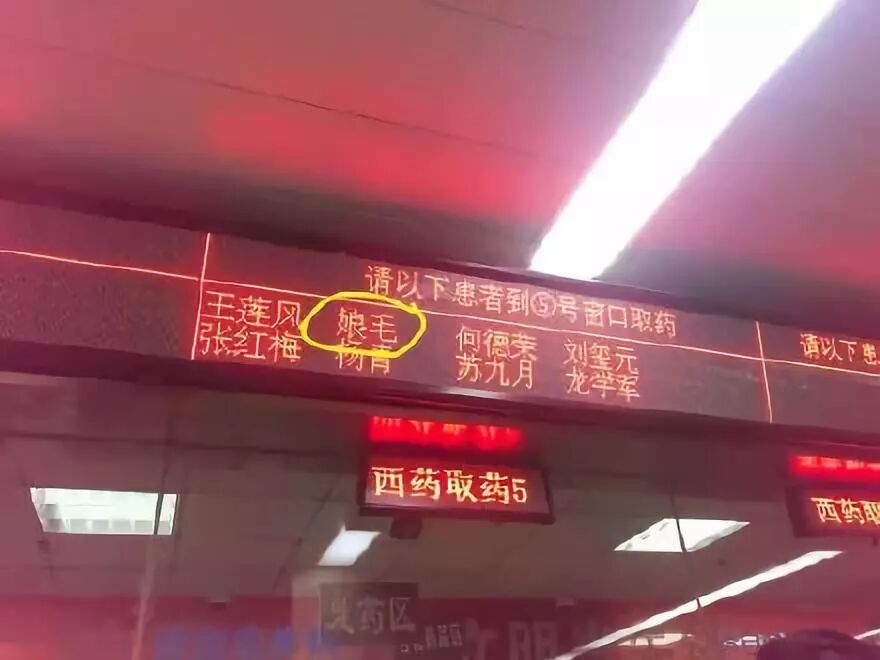 请以下患者到⑤号窗口取药
王莲凤 娘毛 何德荣 刘玺元
张红梅 杨青 苏九月 龙学军
请以下患
西药取药5
西药取
发药区